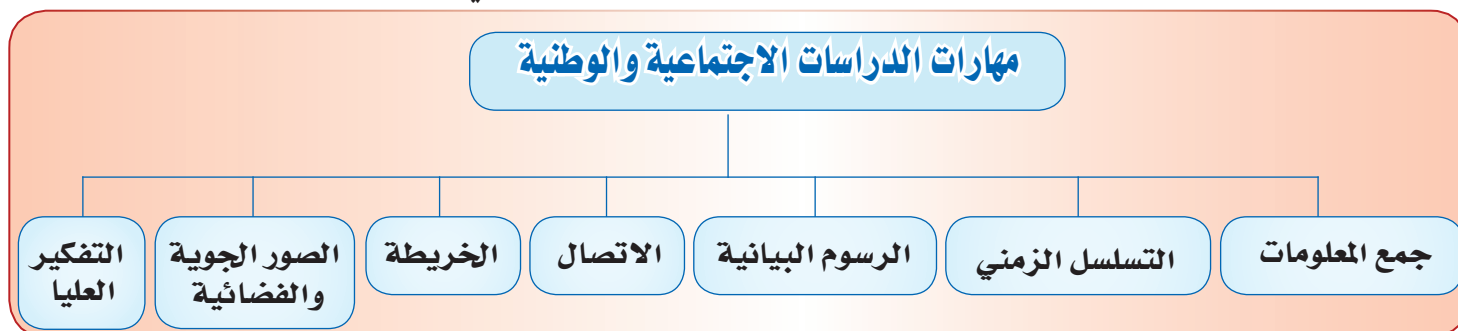 مهارات الدراسات الاجتماعية والوطنية
جمع المعلومات
التسلسل الزمني
الرسوم البيانية
الاتصال
الخريطة
الصور الجوية
والفضائية
التفكير
العليا